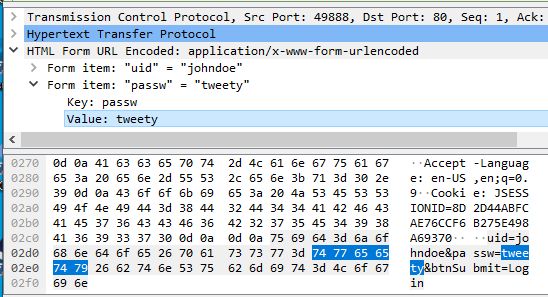 Transmission Control Protocol, Src Port: 49888, Dst Port: 80, Seq: 1, Ack:
Hypertext Transfer Protocol
HTML Form URL Encoded: application/x-www-form-urlencoded
Form item: "uid" = "johndoe"
Form item: "passw" = "tweety"
Key: passw
Value: tweety
0270 0d 0a 41 63 63 65 70 74 2d 4c 61 6e 67 75 61 67 ··Accept-Languag
0280 65 3a 20 65 6e 2d 55 53 2c 65 6e 3b 71 3d 30 2e e: en-US,en;q=0.
0290 39 0d 0a 43 6f 6f 6b 69 65 3a 20 4a 53 45 53 53 9··Cookie: JSESS
02a0 49 4f 4e 49 44 3d 38 44 32 44 34 34 41 42 46 43 IONID=8D2D44ABFC
02b0 41 45 37 36 43 43 46 36 42 32 37 35 45 34 39 38 AE76CCF6B275E498
02c0 41 36 39 33 37 30 0d 0a 0d 0a 75 69 64 3d 6a 6f A69370····uid=jo
02d0 68 6e 64 6f 65 26 70 61 73 73 77 3d 74 77 65 65 hndoe&passw=twee
02e0 74 79 26 62 74 6e 53 75 62 6d 69 74 3d 4c 6f 67 ty&btnSubmit=Log
02f0 69 6e in